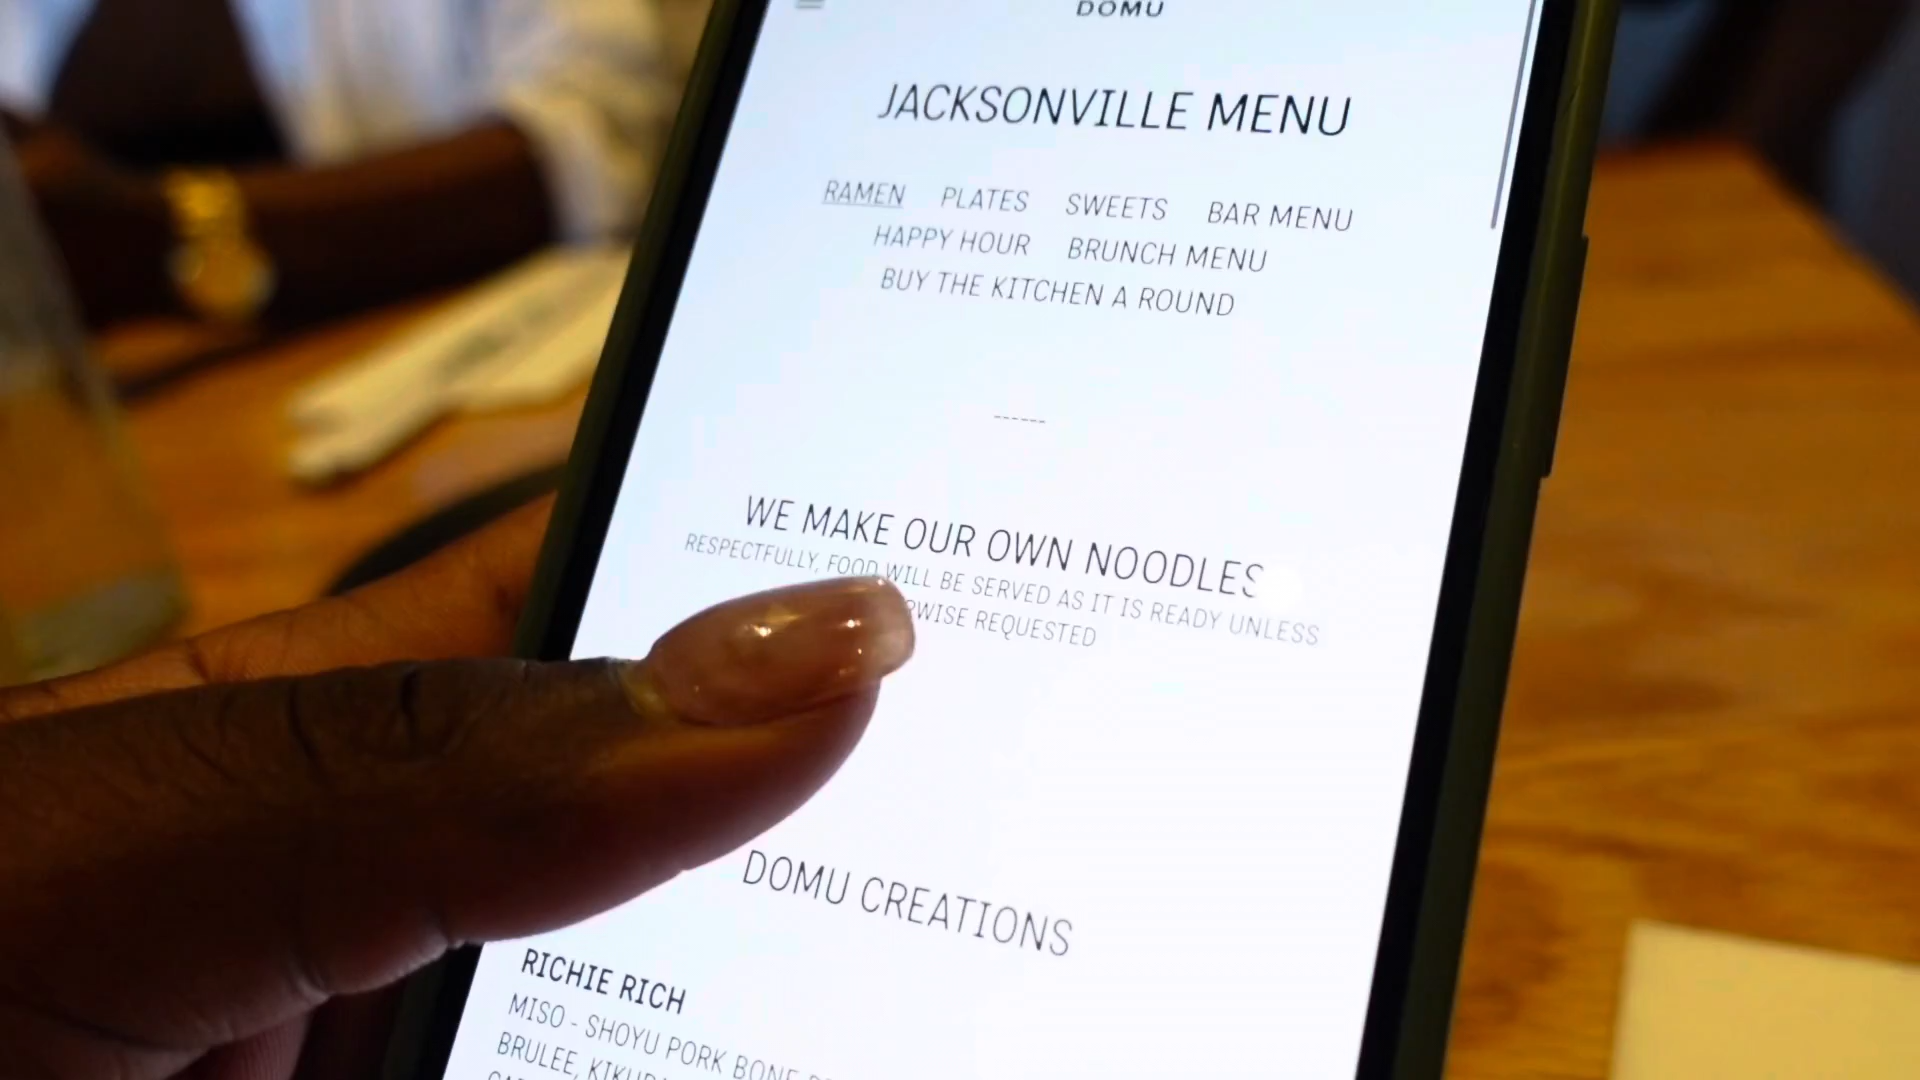 DOMU
JACKSONVILLE MENU
RAMEN PLATES SWEETS BAR MENU
HAPPY HOUR BRUNCH MENU
BUY THE KITCHEN A ROUND
------
WE MAKE OUR OWN NOODLES
RESPECTFULLY, FOOD WILL BE SERVED AS IT IS READY UNLESS
REQUESTED
DOMU CREATIONS
RICHIE RICH
MISO - SHOYU PORK BONE
BRULEE,